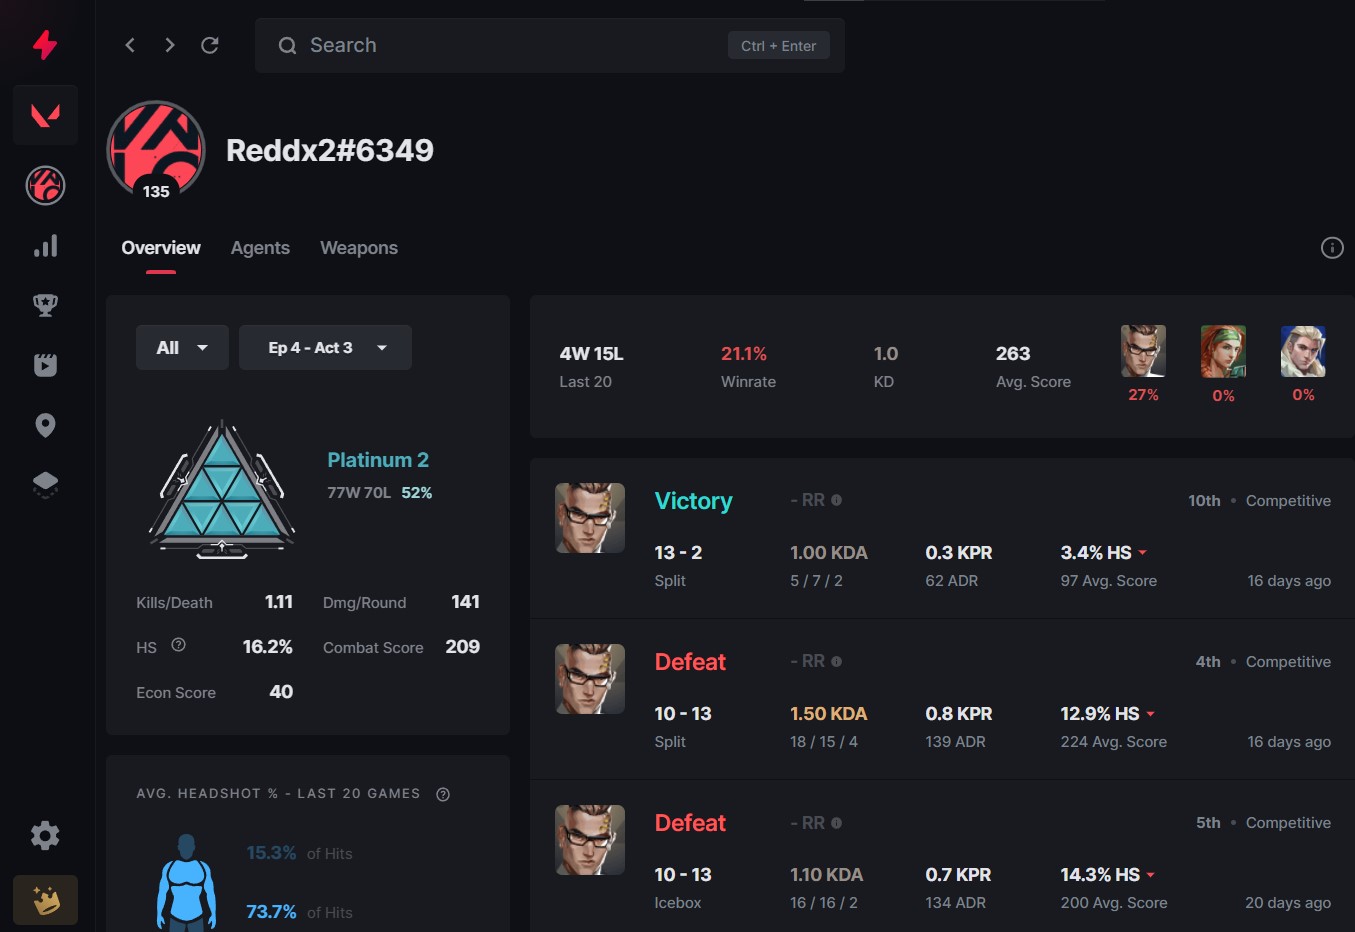 Search
Ctrl + Enter
135
Reddx2#6349
Overview Agents Weapons
All
Ep 4 - Act 3
Platinum 2
77W 70L 52%
Kills/Death 1.11 Dmg/Round 141
HS 16.2% Combat Score 209
Econ Score 40
AVG. HEADSHOT % - LAST 20 GAMES
15.3% of Hits
73.7% of Hits
4W 15L 21.1% 1.0 263
Last 20 Winrate KD Avg. Score
27% 0% 0%
Victory - RR 10th • Competitive
13 - 2 1.00 KDA 0.3 KPR 3.4% HS
Split 5 / 7 / 2 62 ADR 97 Avg. Score 16 days ago
Defeat - RR 4th • Competitive
10 - 13 1.50 KDA 0.8 KPR 12.9% HS
Split 18 / 15 / 4 139 ADR 224 Avg. Score 16 days ago
Defeat - RR 5th • Competitive
10 - 13 1.10 KDA 0.7 KPR 14.3% HS
Icebox 16 / 16 / 2 134 ADR 200 Avg. Score 20 days ago